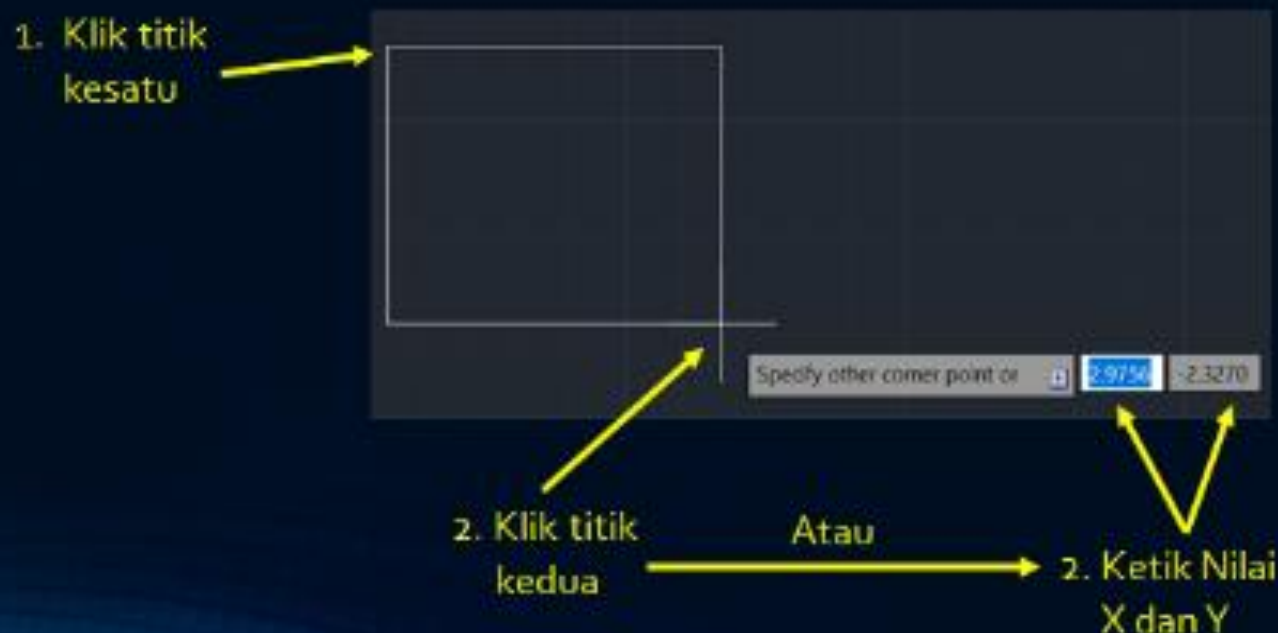 1. Klik titik
kesatu
Specify other corner point or
2.9756
-2.3270
2. Klik titik
kedua
Atau
2. Ketik Nilai
X dan Y